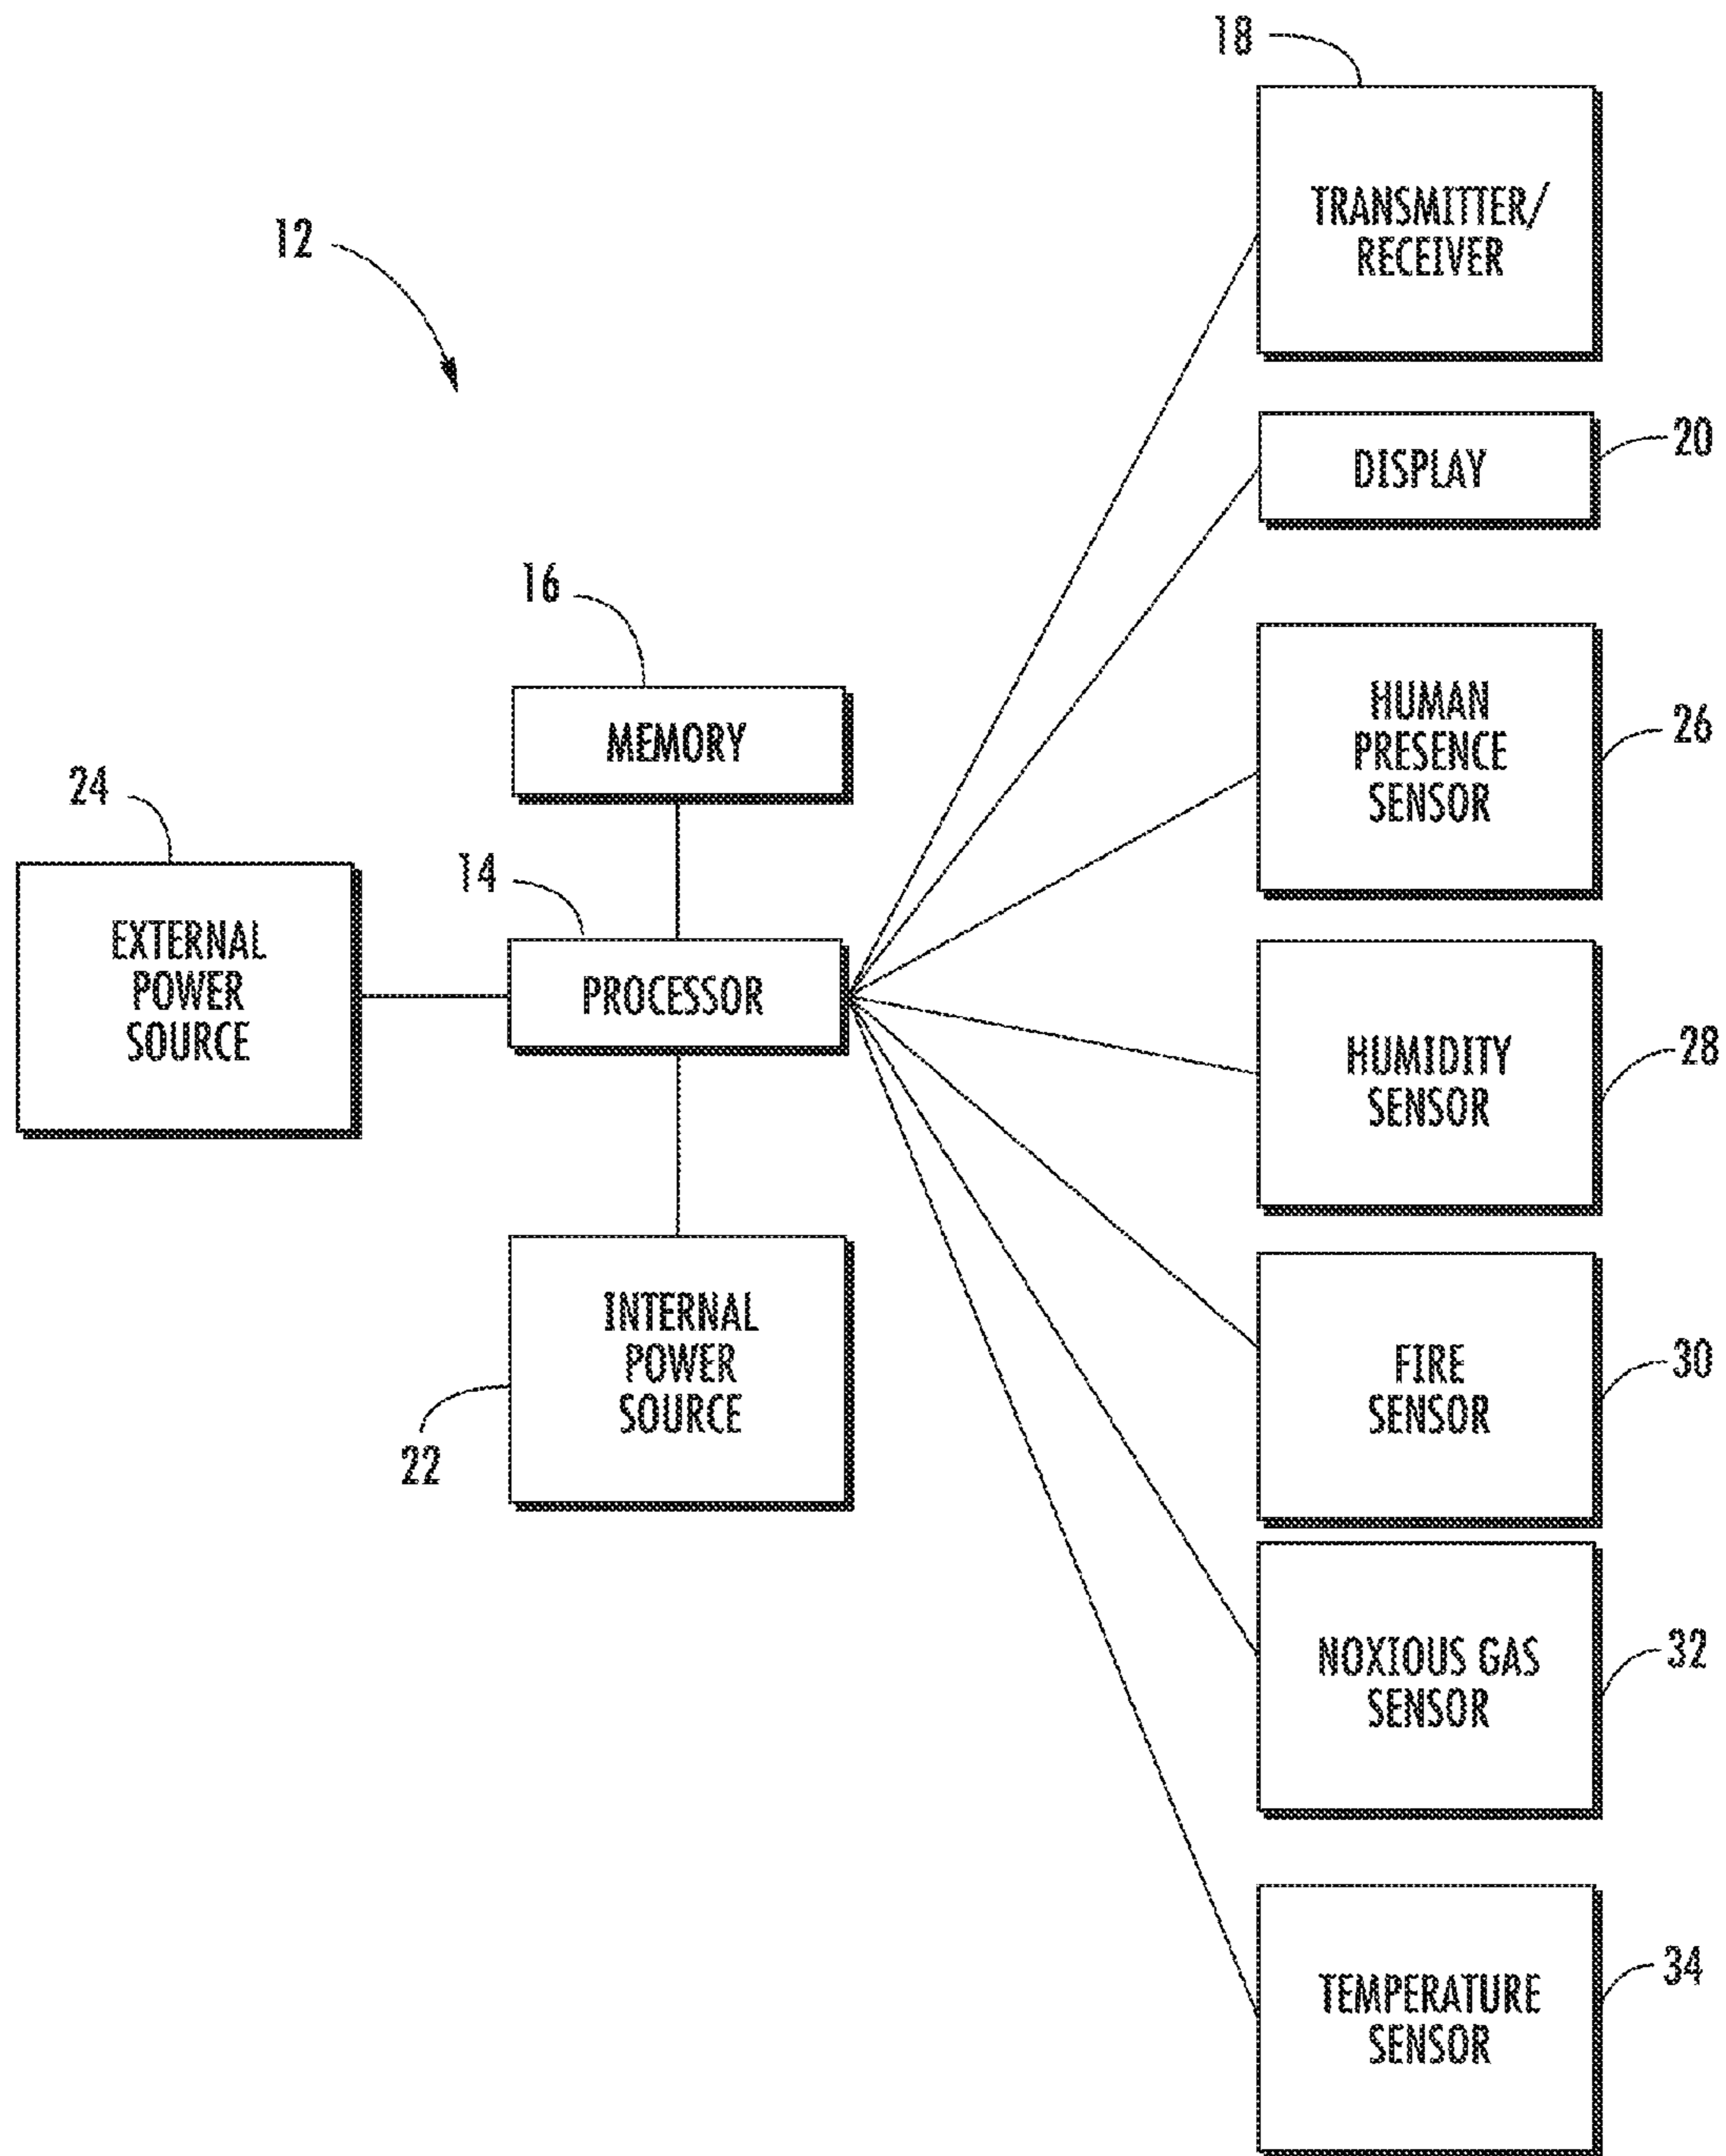 18
TRANSMITTER/
RECEIVER
12
20
DISPLAY
16
MEMORY
HUMAN
PRESENCE
SENSOR
26
24
EXTERNAL
POWER
SOURCE
14
PROCESSOR
HUMIDITY
SENSOR
28
INTERNAL
POWER
SOURCE
22
FIRE
SENSOR
30
NOXIOUS GAS
SENSOR
32
TEMPERATURE
SENSOR
34